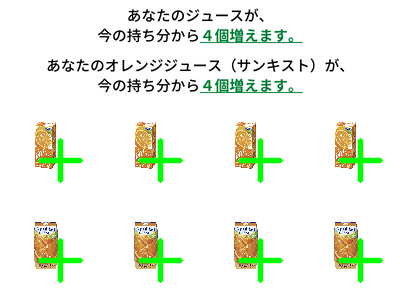 あなたのジュースが、
今の持ち分から４個増えます。
あなたのオレンジジュース（サンキスト）が、
今の持ち分から４個増えます。